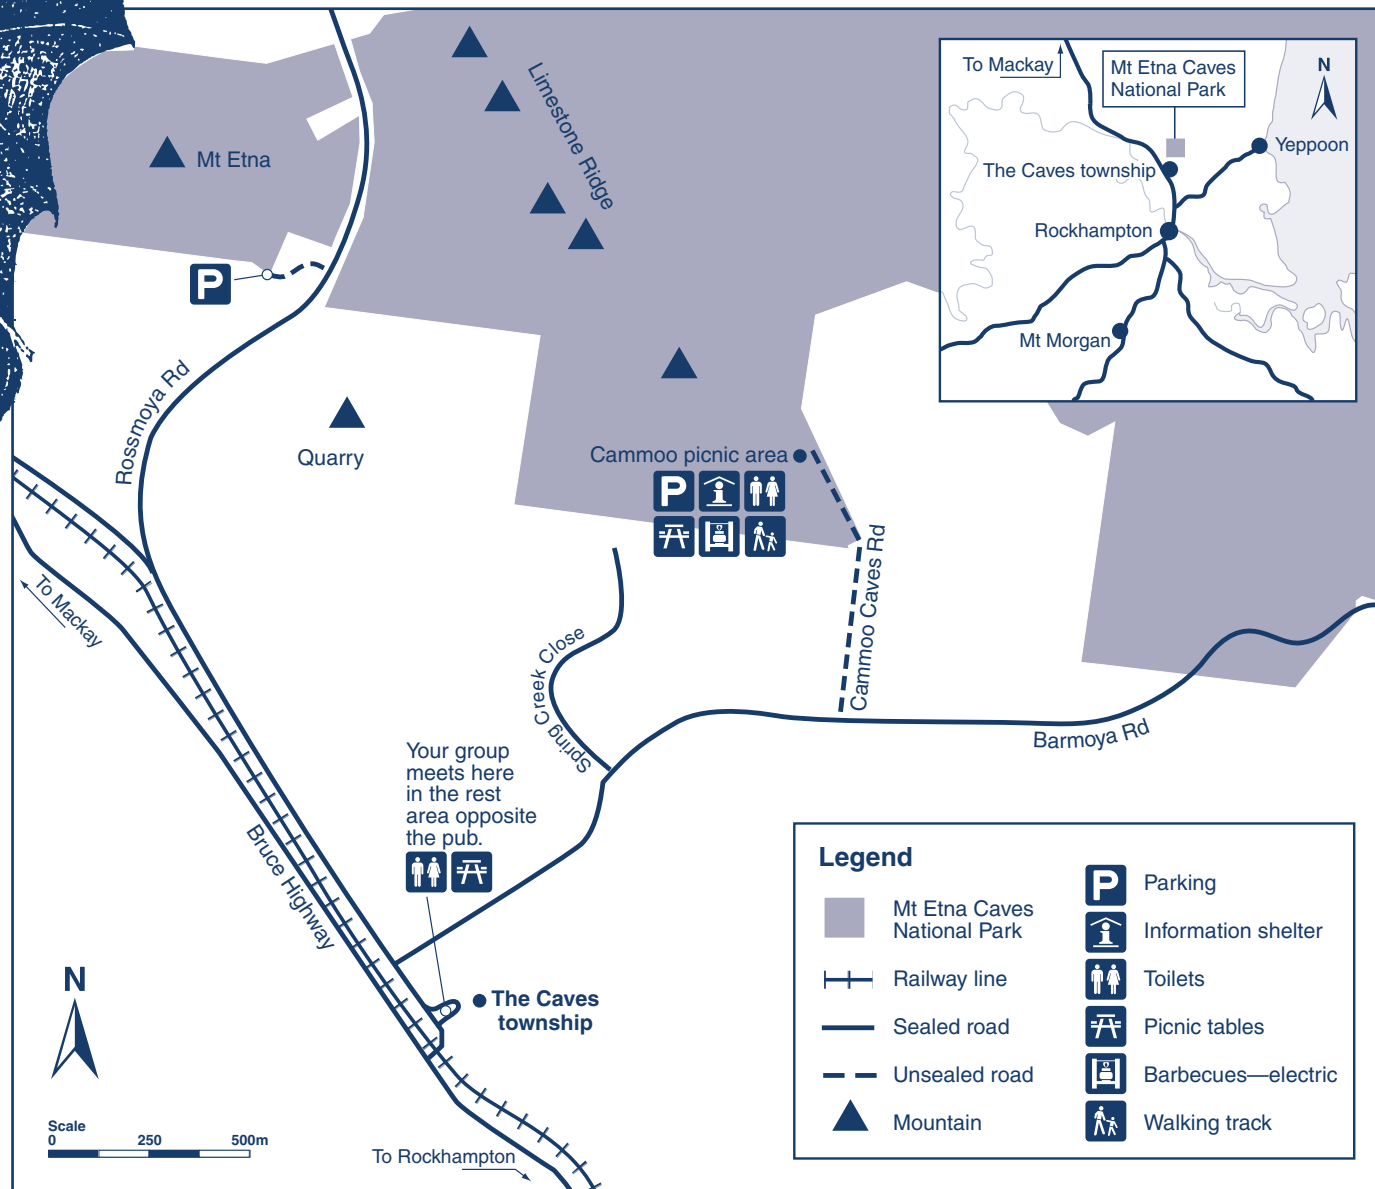 To Mackay
Mt Etna Caves
National Park
N
Yeppoon
The Caves township
Rockhampton
Mt Morgan
Limestone Ridge
Mt Etna
P
Rossmoya Rd
Quarry
Cammoo picnic area
P
Cammoo Caves Rd
To Mackay
Spring Creek Close
Barmoya Rd
Your group
meets here
in the rest
area opposite
the pub.
Bruce Highway
The Caves
township
N
Scale
0 250 500m
To Rockhampton
Legend
Mt Etna Caves
National Park
Railway line
Sealed road
Unsealed road
Mountain
P Parking
Information shelter
Toilets
Picnic tables
Barbecues—electric
Walking track